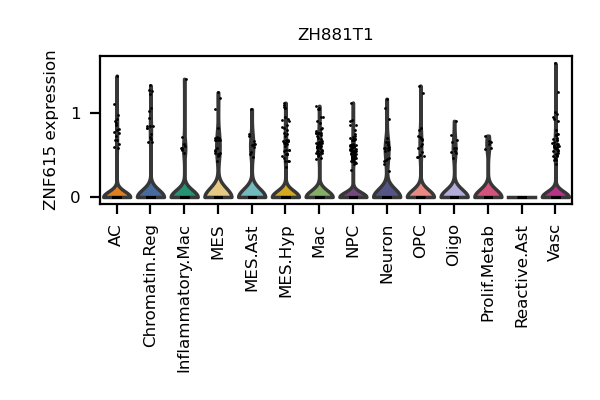 ZH881T1
ZNF615 expression
1
0
AC
Chromatin.Reg
Inflammatory.Mac
MES
MES.Ast
MES.Hyp
Mac
NPC
Neuron
OPC
Oligo
Prolif.Metab
Reactive.Ast
Vasc